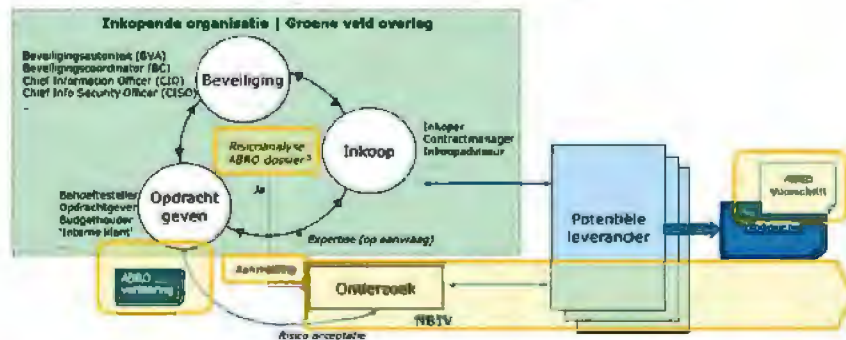 Inkopende organisatie | Groene veld overleg
Beveiligingsautoriteit (BVA)
Beveiligingscoordinator (BC)
Chief Information Officer (CIO)
Chief Info Security Officer (CISO)
Beveiliging
Risicoanalyse
ABRO dossier
Inkoop
Inkoper
Contractmanager
Inkoopadviseur
Ja
Behoeftesteller
Opdrachtgever
Budgethouder
'Interne klant'
Opdracht
geven
Expertise (op aanvraag)
Potentiële
leverancier
ABRO
Voorschrift
ABRO
verklaring
Aanmelding
Onderzoek
NBIV
Risico acceptatie